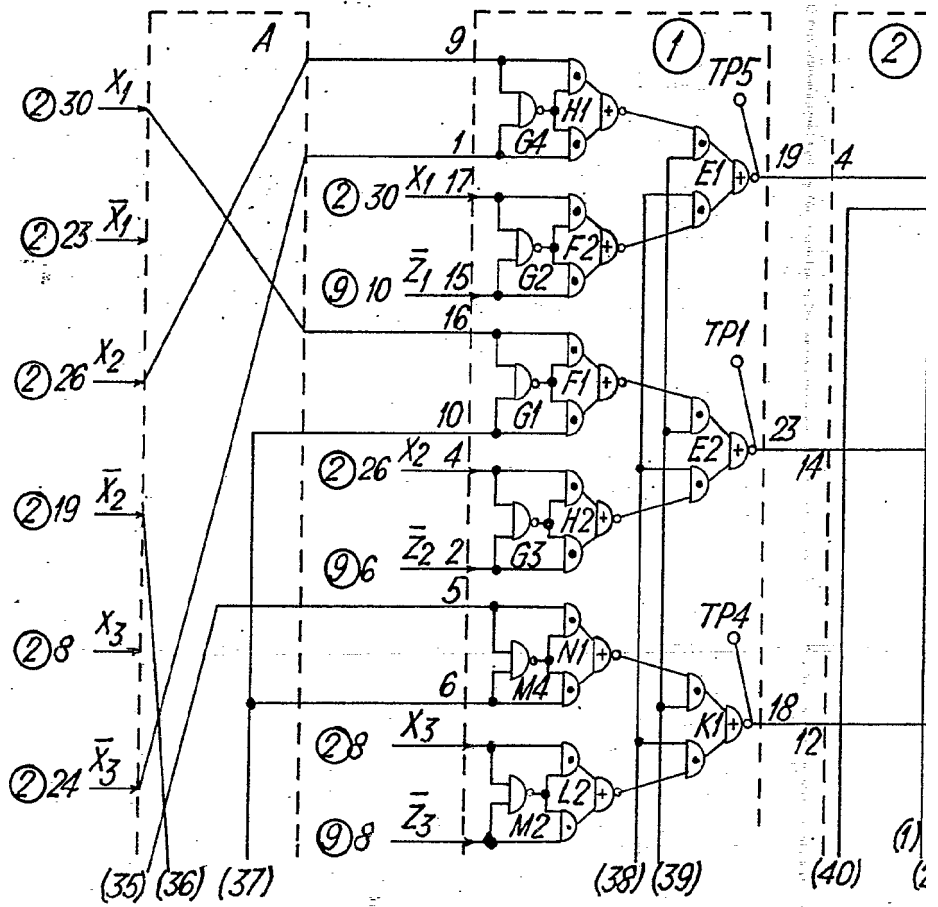 A 9 ① ②
TP5
②30 X₁
H1
G4
1
E1
19 4
②30 X₁ 17
②23 X̄₁
F2
G2
⑨10 Z̄₁ 15
16
TP1
②26 X₂
F1
G1
10
E2
23
14
②26 X₂ 4
②19 X̄₂
H2
G3
⑨6 Z̄₂ 2
5
TP4
②8 X₃
N1
M4
6
K1
18
12
②8 X₃
②24 X̄₃
L2
M2
⑨8 Z̄₃
(1)
(35) (36) (37) (38) (39) (40)